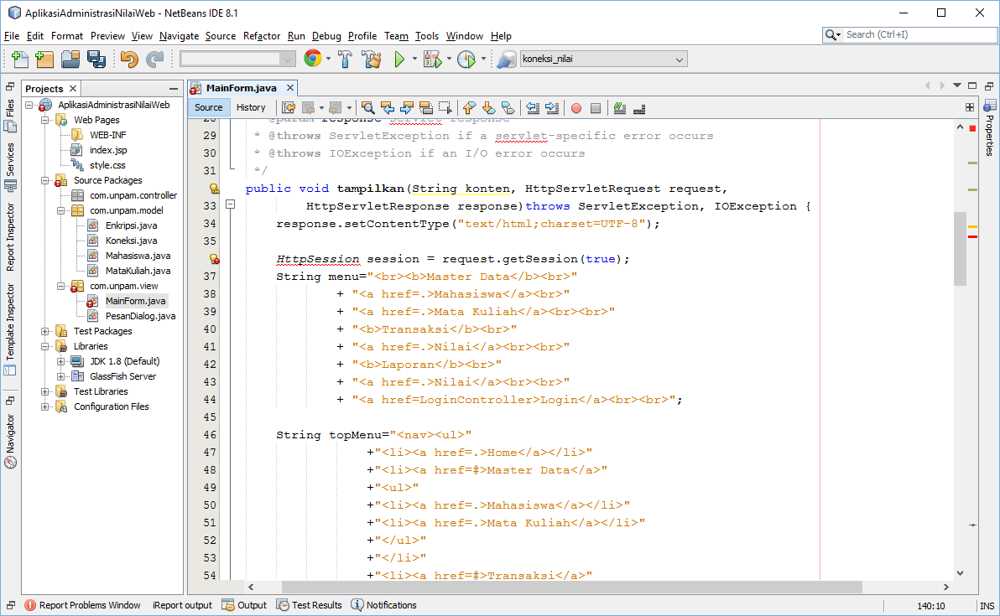 AplikasiAdministrasiNilaiWeb - NetBeans IDE 8.1
File Edit Format Preview View Navigate Source Refactor Run Debug Profile Team Tools Window Help
Search (Ctrl+I)
koneksi_nilai
Projects
MainForm.java
Source History
Files
Services
Report Inspector
Template Inspector
Navigator
AplikasiAdministrasiNilaiWeb
Web Pages
WEB-INF
index.jsp
style.css
Source Packages
com.unpam.controller
com.unpam.model
Enkripsi.java
Koneksi.java
Mahasiswa.java
MataKuliah.java
com.unpam.view
MainForm.java
PesanDialog.java
Test Packages
Libraries
JDK 1.8 (Default)
GlassFish Server
Test Libraries
Configuration Files
28 * @param response servlet response
29 * @throws ServletException if a servlet-specific error occurs
30 * @throws IOException if an I/O error occurs
31 */
public void tampilkan(String konten, HttpServletRequest request,
33 HttpServletResponse response)throws ServletException, IOException {
34 response.setContentType("text/html;charset=UTF-8");
35
HttpSession session = request.getSession(true);
37 String menu="<br><b>Master Data</b><br>"
38 + "<a href=.>Mahasiswa</a><br>"
39 + "<a href=.>Mata Kuliah</a><br><br>"
40 + "<b>Transaksi</b><br>"
41 + "<a href=.>Nilai</a><br><br>"
42 + "<b>Laporan</b><br>"
43 + "<a href=.>Nilai</a><br><br>"
44 + "<a href=LoginController>Login</a><br><br>";
45
46 String topMenu="<nav><ul>"
47 +"<li><a href=.>Home</a></li>"
48 +"<li><a href=#>Master Data</a>"
49 +"<ul>"
50 +"<li><a href=.>Mahasiswa</a></li>"
51 +"<li><a href=.>Mata Kuliah</a></li>"
52 +"</ul>"
53 +"</li>"
54 +"<li><a href=#>Transaksi</a>"
Properties
Report Problems Window iReport output Output Test Results Notifications
140:10 INS